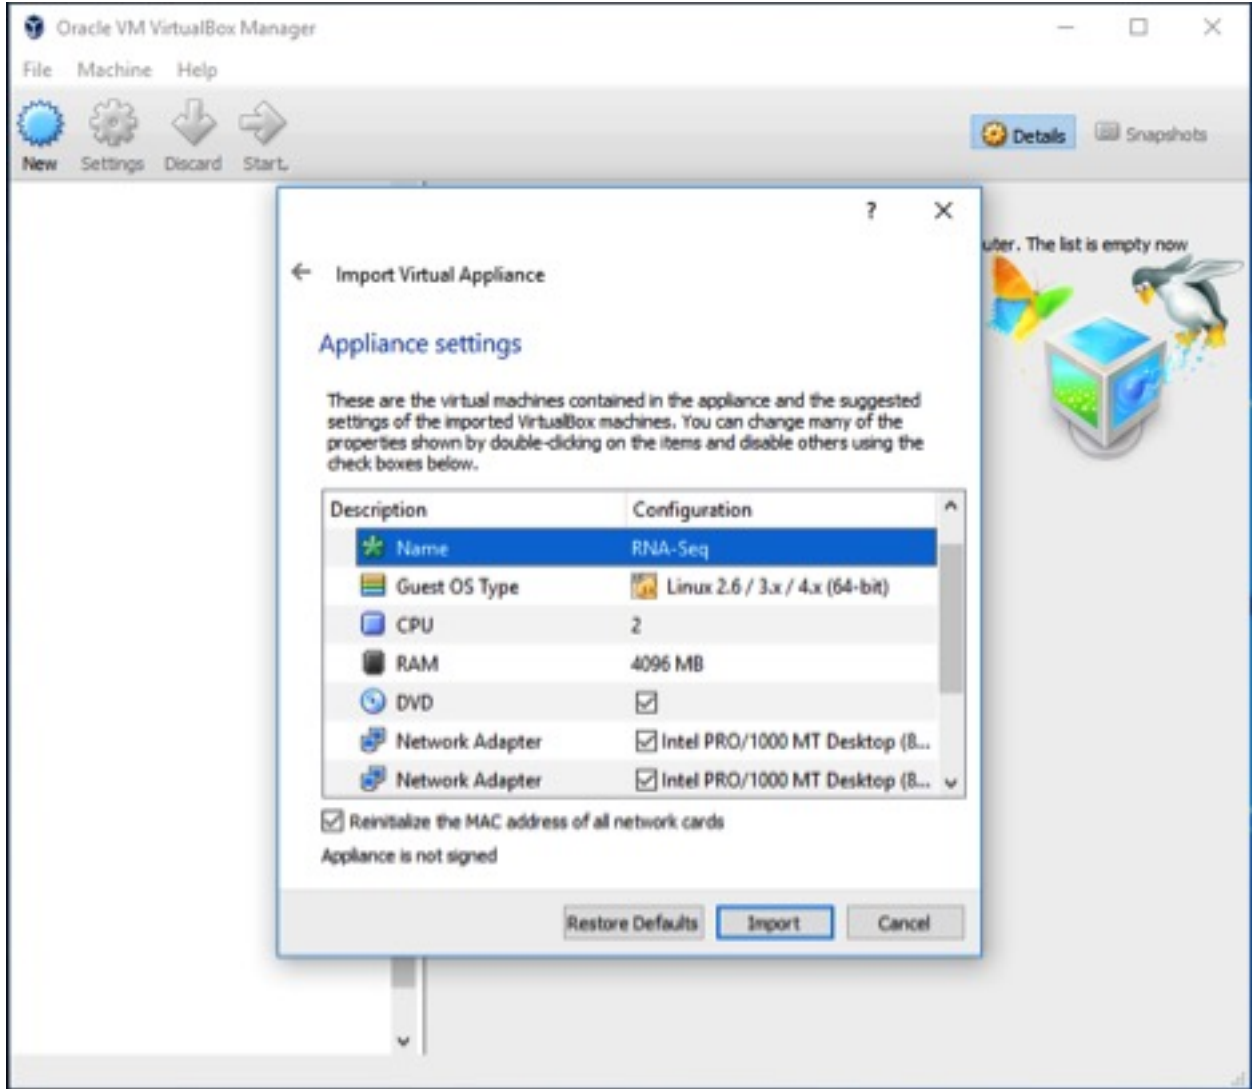 Oracle VM VirtualBox Manager
File Machine Help
New Settings Discard Start.
Details Snapshots
uter. The list is empty now
?
Import Virtual Appliance
Appliance settings
These are the virtual machines contained in the appliance and the suggested
settings of the imported VirtualBox machines. You can change many of the
properties shown by double-clicking on the items and disable others using the
check boxes below.
Description Configuration
Name RNA-Seq
Guest OS Type Linux 2.6 / 3.x / 4.x (64-bit)
CPU 2
RAM 4096 MB
DVD
Network Adapter Intel PRO/1000 MT Desktop (8...
Network Adapter Intel PRO/1000 MT Desktop (8...
Reinitialize the MAC address of all network cards
Appliance is not signed
Restore Defaults Import Cancel